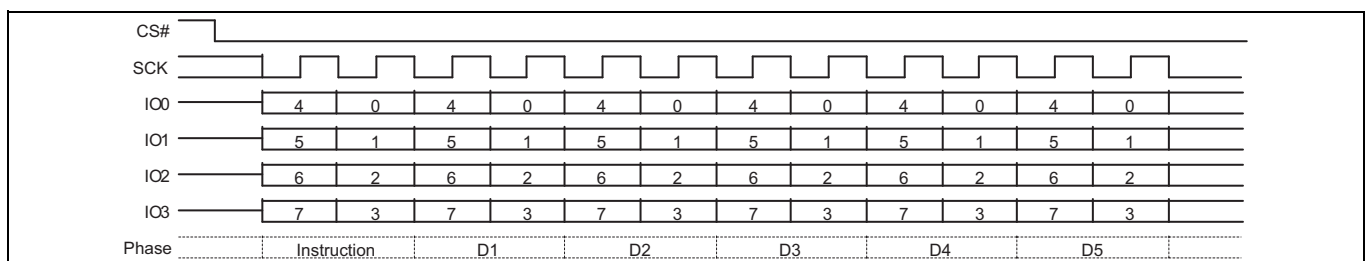 CS#
SCK
IO0 4 0 4 0 4 0 4 0 4 0 4 0
IO1 5 1 5 1 5 1 5 1 5 1 5 1
IO2 6 2 6 2 6 2 6 2 6 2 6 2
IO3 7 3 7 3 7 3 7 3 7 3 7 3
Phase Instruction D1 D2 D3 D4 D5